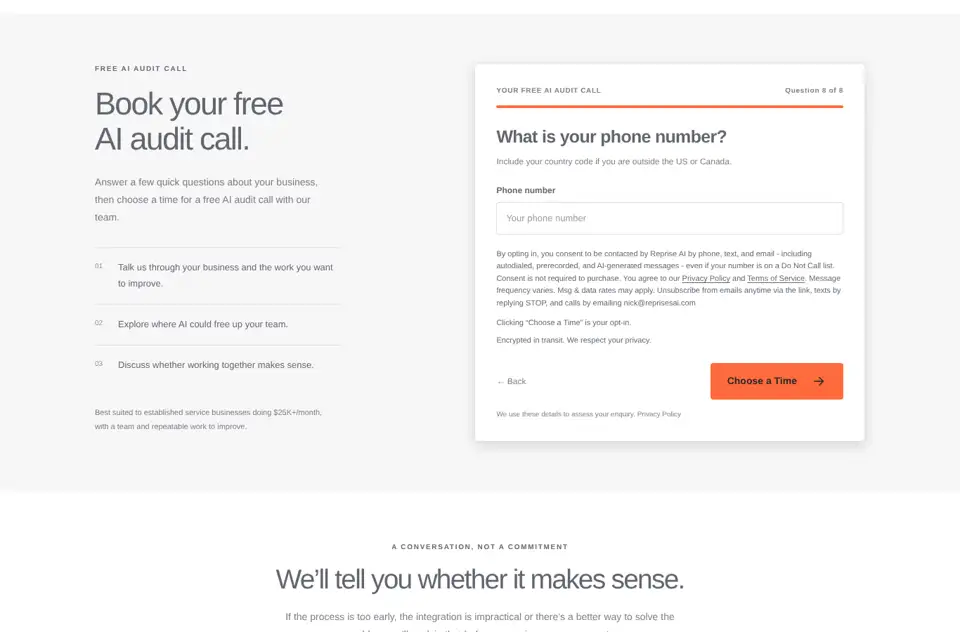 FREE AI AUDIT CALL
Book your free
AI audit call.
Answer a few quick questions about your business,
then choose a time for a free AI audit call with our
team.
01 Talk us through your business and the work you want
to improve.
02 Explore where AI could free up your team.
03 Discuss whether working together makes sense.
Best suited to established service businesses doing $25K+/month,
with a team and repeatable work to improve.
YOUR FREE AI AUDIT CALL Question 8 of 8
What is your phone number?
Include your country code if you are outside the US or Canada.
Phone number
Your phone number
By opting in, you consent to be contacted by Reprise AI by phone, text, and email - including
autodialed, prerecorded, and AI-generated messages - even if your number is on a Do Not Call list.
Consent is not required to purchase. You agree to our Privacy Policy and Terms of Service. Message
frequency varies. Msg & data rates may apply. Unsubscribe from emails anytime via the link, texts by
replying STOP, and calls by emailing nick@reprisesai.com
Clicking “Choose a Time” is your opt-in.
Encrypted in transit. We respect your privacy.
← Back Choose a Time →
We use these details to assess your enquiry. Privacy Policy
A CONVERSATION, NOT A COMMITMENT
We’ll tell you whether it makes sense.
If the process is too early, the integration is impractical or there’s a better way to solve the